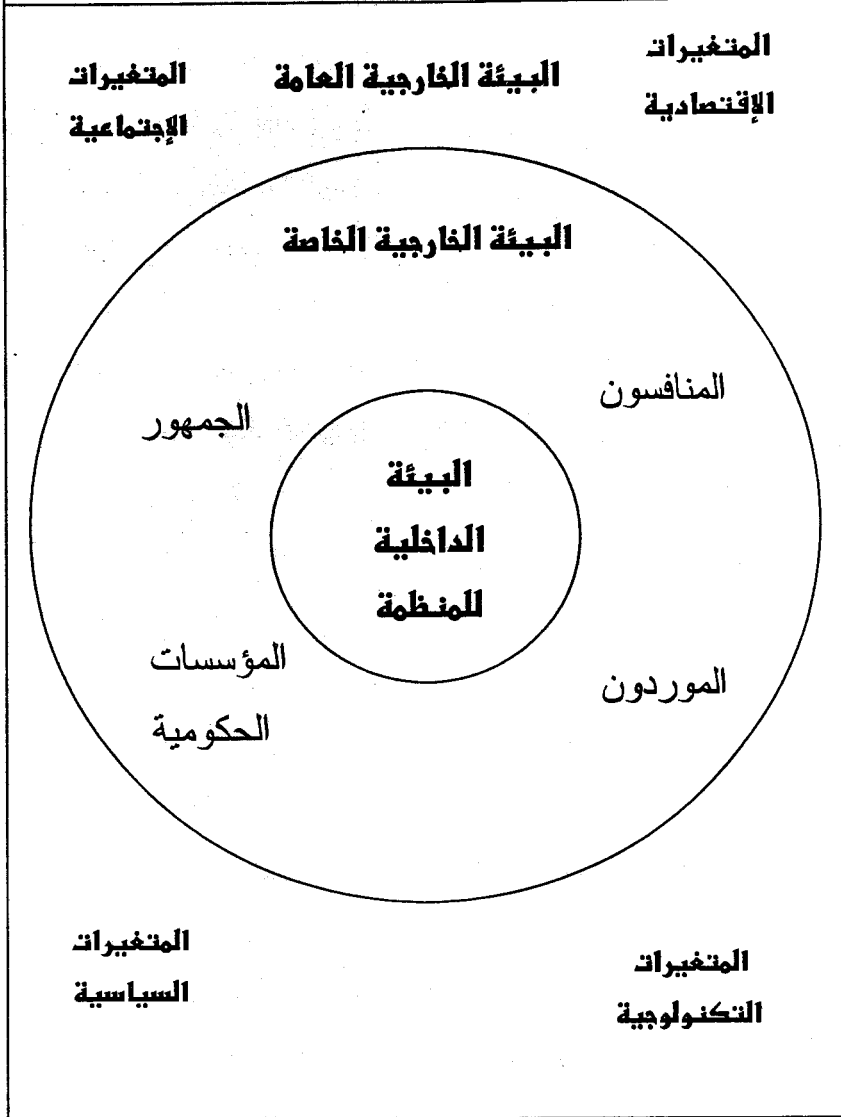 المتغيرات
الإقتصادية
البيئة الخارجية العامة
المتغيرات
الإجتماعية
البيئة الخارجية الخاصة
المنافسون
الجمهور
البيئة
الداخلية
للمنظمة
الموردون
المؤسسات
الحكومية
المتغيرات
التكنولوجية
المتغيرات
السياسية